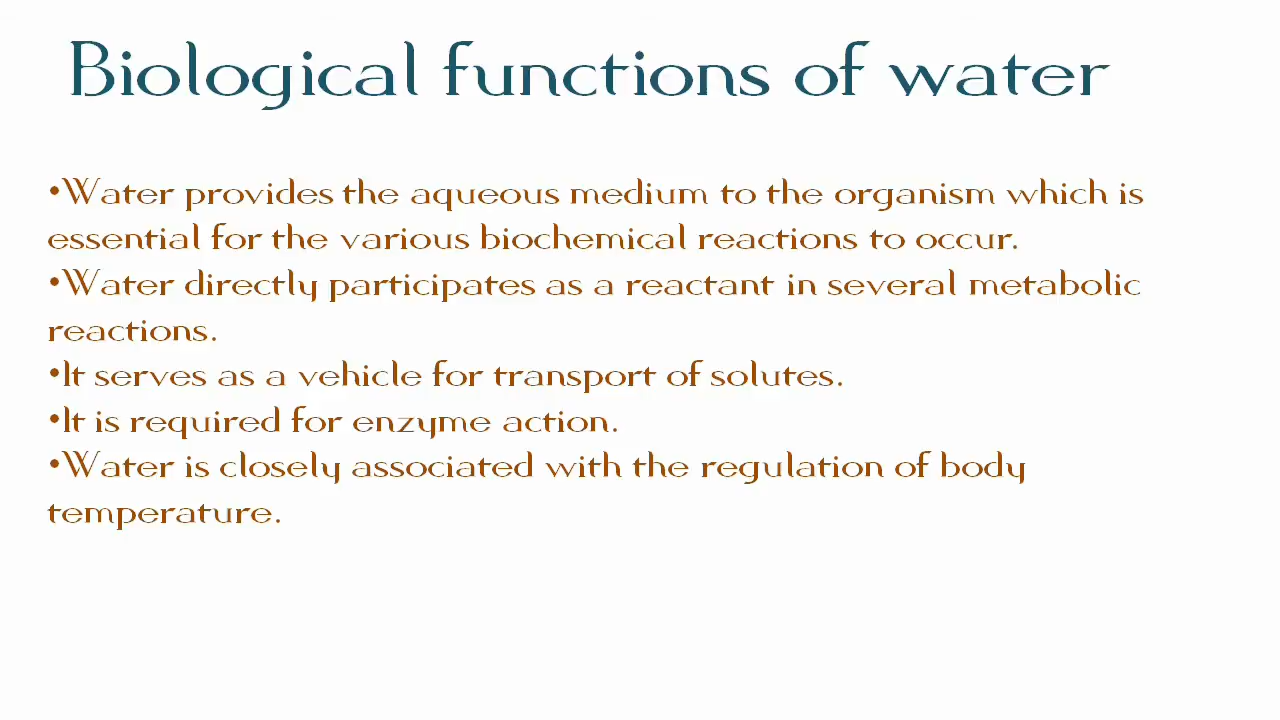 Biological functions of water
•Water provides the aqueous medium to the organism which is
essential for the various biochemical reactions to occur.
•Water directly participates as a reactant in several metabolic
reactions.
•It serves as a vehicle for transport of solutes.
•It is required for enzyme action.
•Water is closely associated with the regulation of body
temperature.